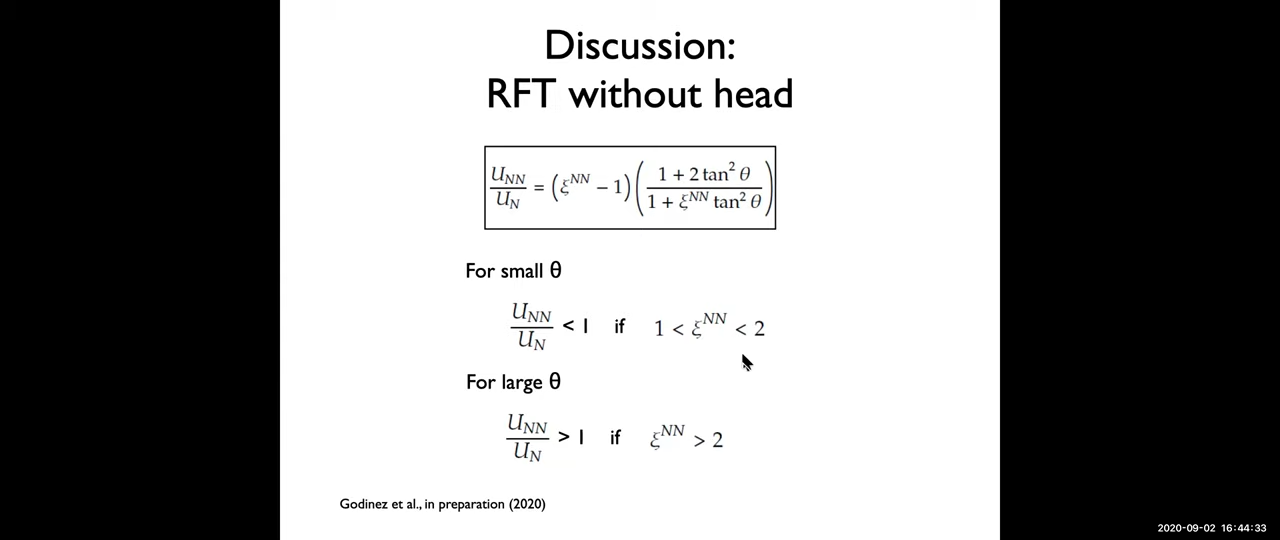 Discussion:
RFT without head
U_NN / U_N = (ξ^NN − 1) ( (1 + 2 tan² θ) / (1 + ξ^NN tan² θ) )
For small θ
U_NN / U_N < 1 if 1 < ξ^NN < 2
For large θ
U_NN / U_N > 1 if ξ^NN > 2
Godinez et al., in preparation (2020)
2020-09-02 16:44:33